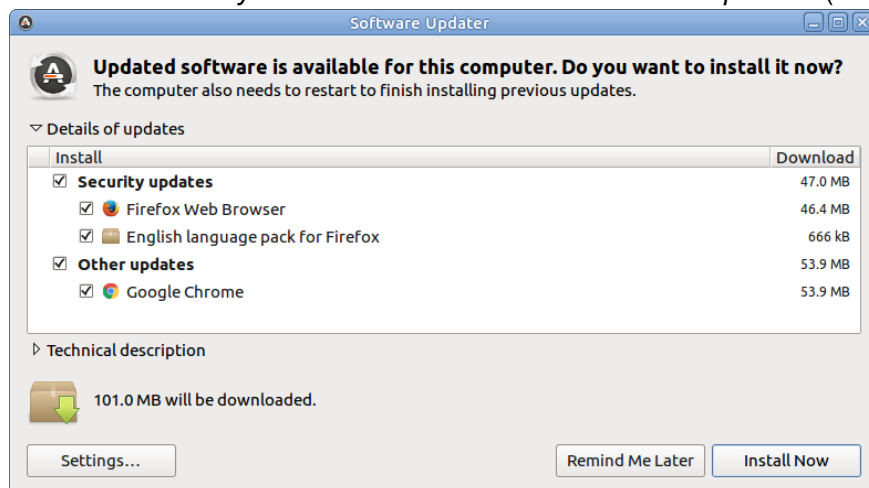 Software Updater
Updated software is available for this computer. Do you want to install it now?
The computer also needs to restart to finish installing previous updates.
Details of updates
Install Download
Security updates 47.0 MB
Firefox Web Browser 46.4 MB
English language pack for Firefox 666 kB
Other updates 53.9 MB
Google Chrome 53.9 MB
Technical description
101.0 MB will be downloaded.
Settings... Remind Me Later Install Now